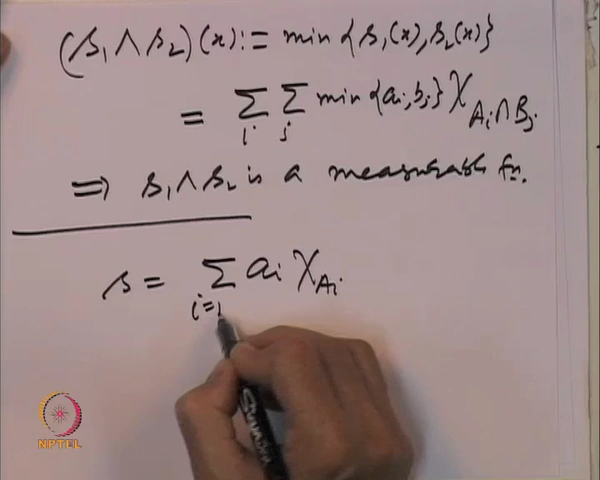 (s₁ ∧ s₂)(x) := min {s₁(x), s₂(x)}
= Σᵢ Σⱼ min {aᵢ, bⱼ} χ_{Aᵢ∩Bⱼ}
⇒ s₁ ∧ s₂ is a measurable fn.
s = Σ_{i=1} aᵢ χ_{Aᵢ}
NPTEL